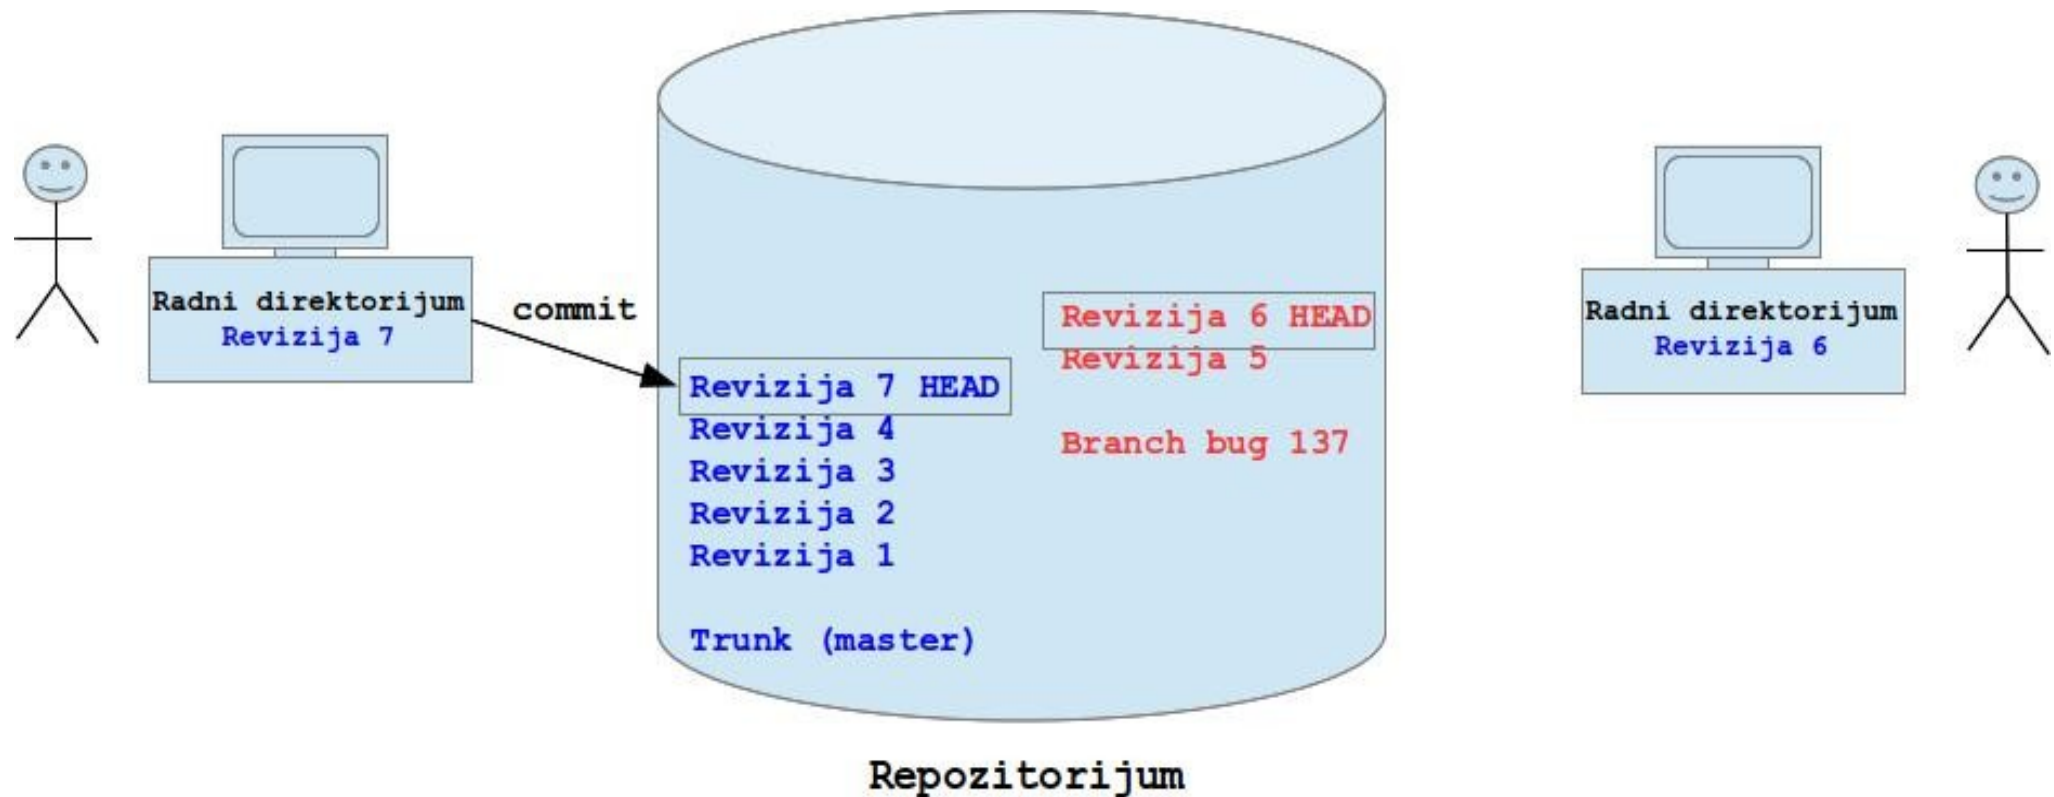 Radni direktorijum
Revizija 7
commit
Revizija 7 HEAD
Revizija 4
Revizija 3
Revizija 2
Revizija 1
Trunk (master)
Revizija 6 HEAD
Revizija 5
Branch bug 137
Radni direktorijum
Revizija 6
Repozitorijum